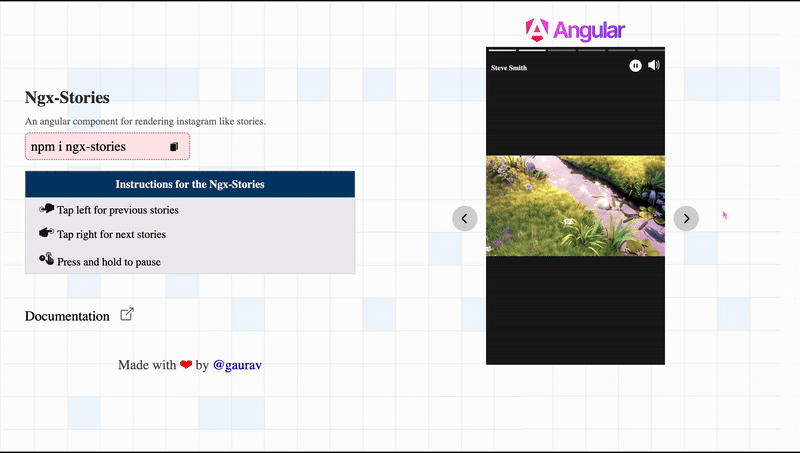 Angular
Steve Smith
Ngx-Stories
An angular component for rendering instagram like stories.
npm i ngx-stories
Instructions for the Ngx-Stories
Tap left for previous stories
Tap right for next stories
Press and hold to pause
Documentation
Made with ❤ by @gaurav